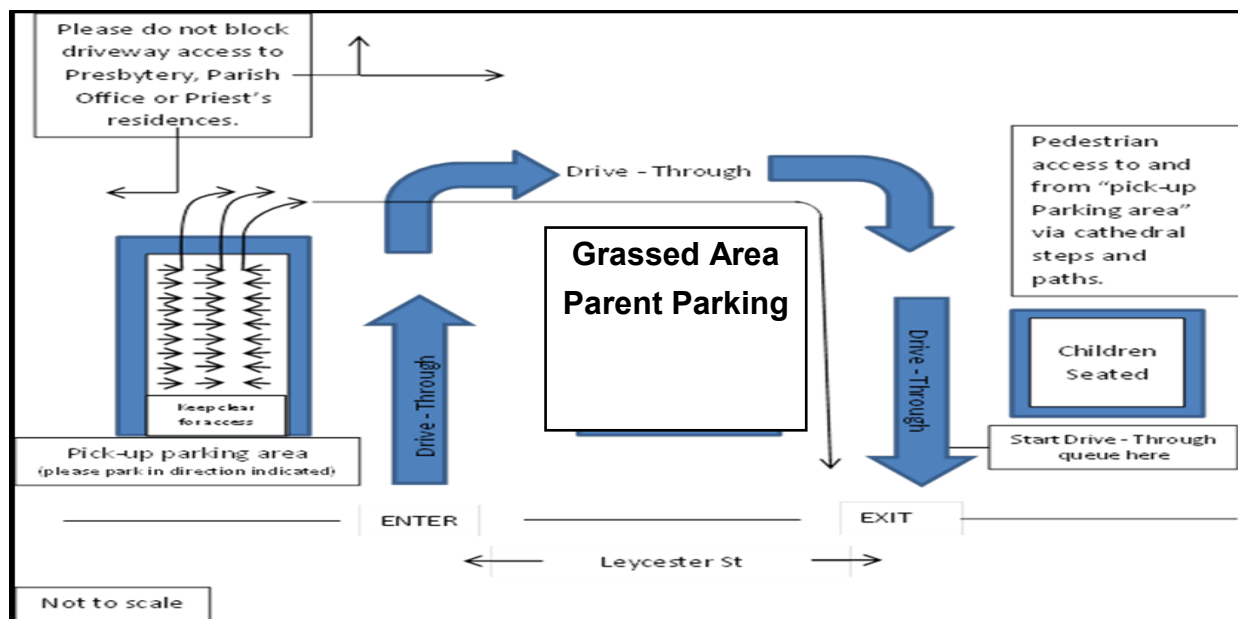 Please do not block
driveway access to
Presbytery, Parish
Office or Priest's
residences.
Drive - Through
Pedestrian
access to and
from "pick-up
Parking area"
via cathedral
steps and
paths.
Grassed Area
Parent Parking
Drive - Through
Drive - Through
Children
Seated
Keep clear
for access
Pick-up parking area
(please park in direction indicated)
Start Drive - Through
queue here
ENTER
EXIT
Leycester St
Not to scale